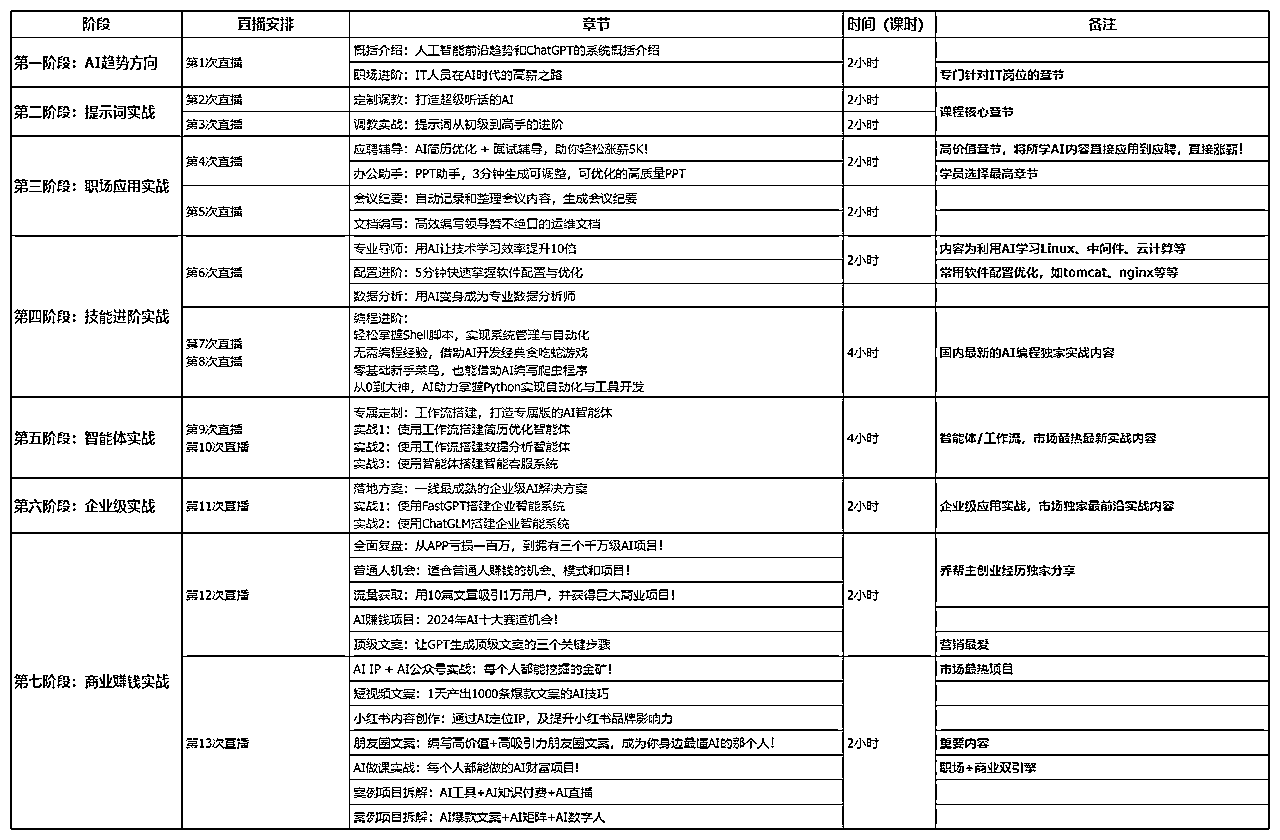 阶段 直播安排 章节 时间（课时） 备注
第一阶段：AI趋势方向 第1次直播 概括介绍：人工智能前沿趋势和ChatGPT的系统概括介绍 2小时
职场进阶：IT人员在AI时代的高薪之路 专门针对IT岗位的章节
第二阶段：提示词实战 第2次直播 定制调教：打造超级听话的AI 2小时 课程核心章节
第3次直播 调教实战：提示词从初级到高手的进阶 2小时
第三阶段：职场应用实战 第4次直播 应聘辅导：AI简历优化 + 面试辅导，助你轻松涨薪5K！ 2小时 高价值章节，将所学AI内容直接应用到应聘，直接涨薪！
办公助手：PPT助手，3分钟生成可调整，可优化的高质量PPT 学员选择最高章节
第5次直播 会议纪要：自动记录和整理会议内容，生成会议纪要 2小时
文档编写：高效编写领导赞不绝口的运维文档
第四阶段：技能进阶实战 第6次直播 专业导师：用AI让技术学习效率提升10倍 2小时 内容为利用AI学习Linux、中间件、云计算等
配置进阶：5分钟快速掌握软件配置与优化 常用软件配置优化，如tomcat、nginx等等
数据分析：用AI变身成为专业数据分析师
第7次直播 编程进阶： 4小时 国内最新的AI编程独家实战内容
第8次直播 轻松掌握Shell脚本，实现系统管理与自动化
无需编程经验，借助AI开发经典贪吃蛇游戏
零基础新手菜鸟，也能借助AI编写爬虫程序
从0到大神，AI助力掌握Python实现自动化与工具开发
第五阶段：智能体实战 第9次直播 专属定制：工作流搭建，打造专属版的AI智能体 4小时 智能体/工作流，市场最热最新实战内容
第10次直播 实战1：使用工作流搭建简历优化智能体
实战2：使用工作流搭建数据分析智能体
实战3：使用智能体搭建智能客服系统
第六阶段：企业级实战 第11次直播 落地方案：一线最成熟的企业级AI解决方案 2小时 企业级应用实战，市场独家最前沿实战内容
实战1：使用FastGPT搭建企业智能系统
实战2：使用ChatGLM搭建企业智能系统
第七阶段：商业赚钱实战 第12次直播 全面复盘：从APP亏损一百万，到拥有三个千万级AI项目！ 2小时 乔帮主创业经历独家分享
普通人机会：适合普通人赚钱的机会、模式和项目！
流量获取：用10篇文章吸引1万用户，并获得巨大商业项目！
AI赚钱项目：2024年AI十大赛道机会！
顶级文案：让GPT生成顶级文案的三个关键步骤 营销最爱
第13次直播 AI IP + AI公众号实战：每个人都能挖掘的金矿！ 2小时 市场最热项目
短视频文案：1天产出1000条爆款文案的AI技巧
小红书内容创作：通过AI定位IP，及提升小红书品牌影响力
朋友圈文案：编写高价值+高吸引力朋友圈文案，成为你身边最懂AI的那个人！ 重要内容
AI做课实战：每个人都能做的AI财富项目！ 职场+商业双引擎
案例项目拆解：AI工具+AI知识付费+AI直播
案例项目拆解：AI爆款文案+AI矩阵+AI数字人